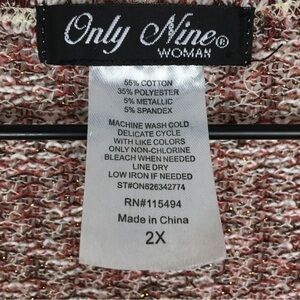 Only Nine®
WOMAN
55% COTTON
35% POLYESTER
5% METALLIC
5% SPANDEX
MACHINE WASH COLD
DELICATE CYCLE
WITH LIKE COLORS
ONLY NON-CHLORINE
BLEACH WHEN NEEDED
LINE DRY
LOW IRON IF NEEDED
ST#ON626342774
RN#115494
Made in China
2X